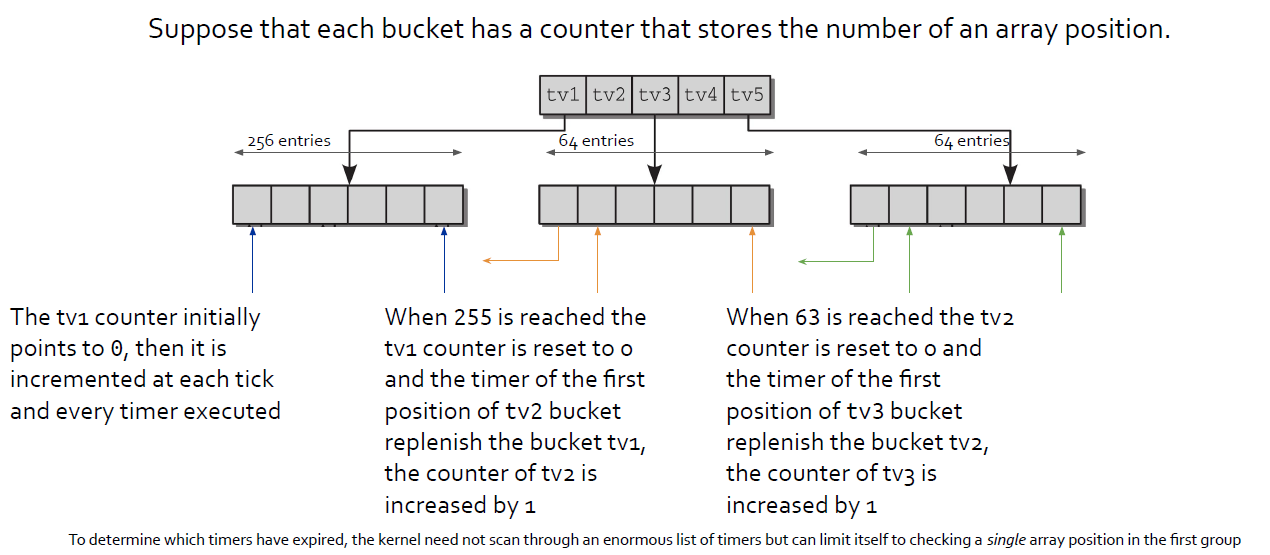 Suppose that each bucket has a counter that stores the number of an array position.
tv1 tv2 tv3 tv4 tv5
256 entries
64 entries
64 entries
The tv1 counter initially
points to 0, then it is
incremented at each tick
and every timer executed
When 255 is reached the
tv1 counter is reset to 0
and the timer of the first
position of tv2 bucket
replenish the bucket tv1,
the counter of tv2 is
increased by 1
When 63 is reached the tv2
counter is reset to 0 and
the timer of the first
position of tv3 bucket
replenish the bucket tv2,
the counter of tv3 is
increased by 1
To determine which timers have expired, the kernel need not scan through an enormous list of timers but can limit itself to checking a single array position in the first group